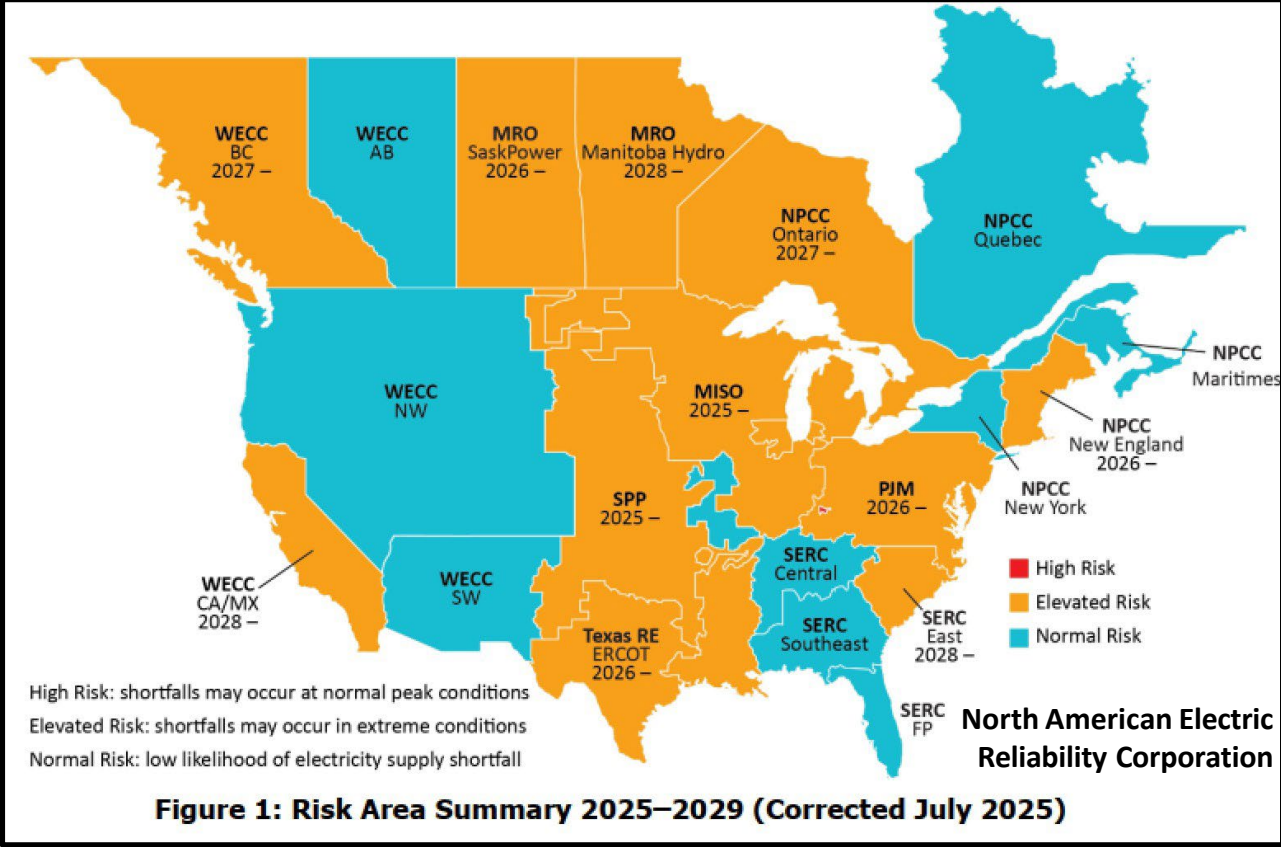 WECC
BC
2027 –
WECC
AB
MRO
SaskPower
2026 –
MRO
Manitoba Hydro
2028 –
NPCC
Ontario
2027 –
NPCC
Quebec
NPCC
Maritimes
WECC
NW
MISO
2025 –
NPCC
New England
2026 –
NPCC
New York
SPP
2025 –
PJM
2026 –
WECC
CA/MX
2028 –
WECC
SW
SERC
Central
SERC
Southeast
SERC
East
2028 –
Texas RE
ERCOT
2026 –
SERC
FP
High Risk
Elevated Risk
Normal Risk
High Risk: shortfalls may occur at normal peak conditions
Elevated Risk: shortfalls may occur in extreme conditions
Normal Risk: low likelihood of electricity supply shortfall
North American Electric
Reliability Corporation
Figure 1: Risk Area Summary 2025–2029 (Corrected July 2025)